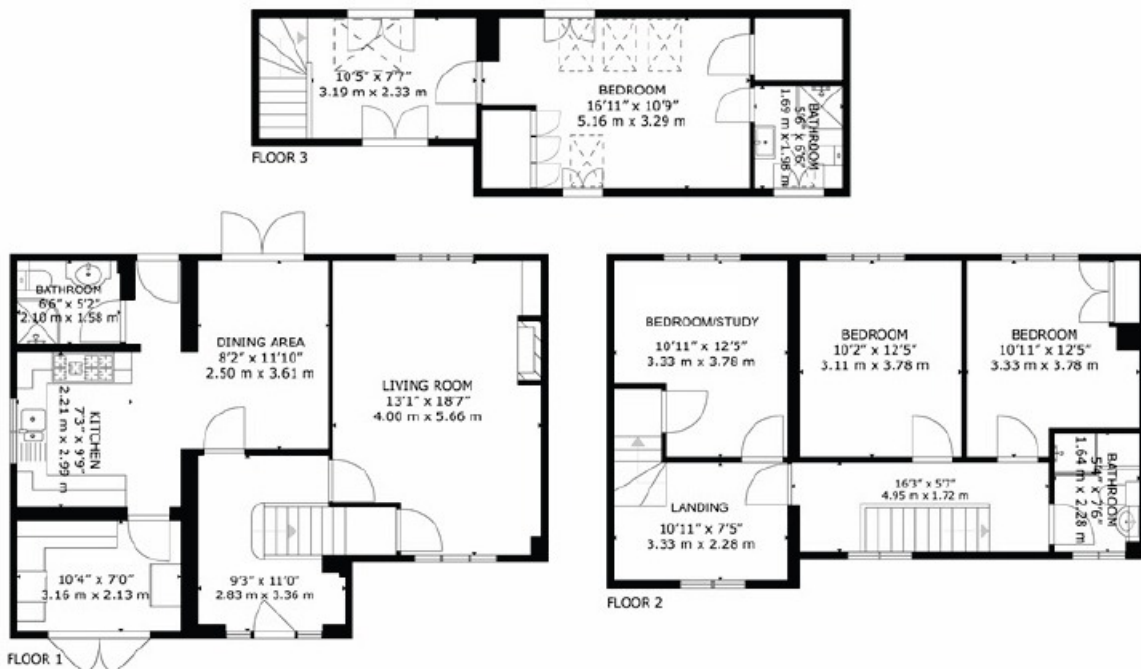 10'5" x 7'7"
3.19 m x 2.33 m
BEDROOM
16'11" x 10'9"
5.16 m x 3.29 m
BATHROOM
5'6" x 6'6"
1.69 m x 1.98 m
FLOOR 3
BATHROOM
6'6" x 5'2"
2.10 m x 1.58 m
DINING AREA
8'2" x 11'10"
2.50 m x 3.61 m
LIVING ROOM
13'1" x 18'7"
4.00 m x 5.66 m
KITCHEN
7'3" x 9'9"
2.21 m x 2.99 m
10'4" x 7'0"
3.16 m x 2.13 m
9'3" x 11'0"
2.83 m x 3.36 m
FLOOR 1
BEDROOM/STUDY
10'11" x 12'5"
3.33 m x 3.78 m
BEDROOM
10'2" x 12'5"
3.11 m x 3.78 m
BEDROOM
10'11" x 12'5"
3.33 m x 3.78 m
LANDING
10'11" x 7'5"
3.33 m x 2.28 m
16'3" x 5'7"
4.95 m x 1.72 m
BATHROOM
5'4" x 7'6"
1.64 m x 2.28 m
FLOOR 2